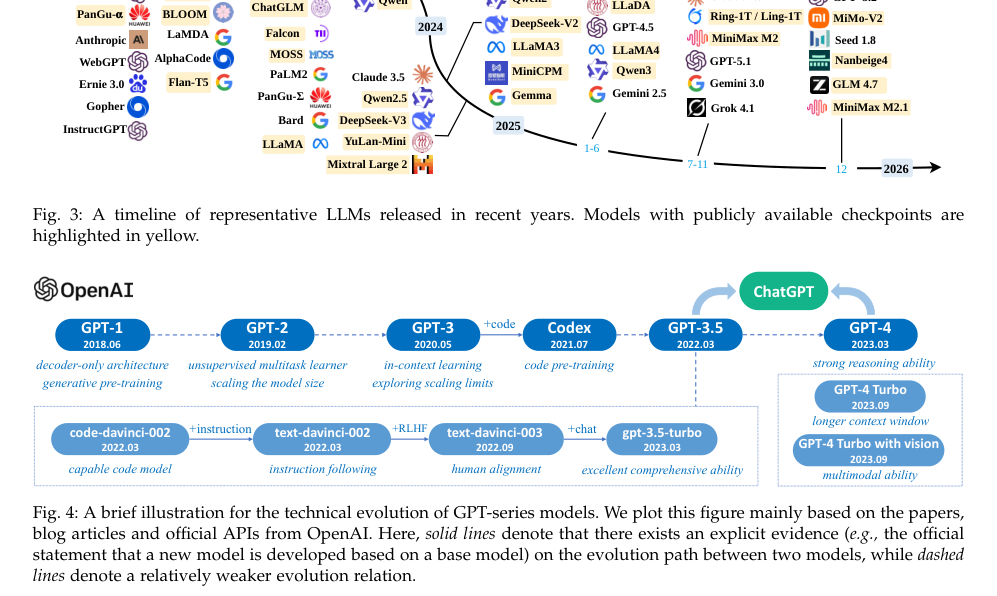 PanGu-α
HUAWEI
Anthropic
WebGPT
Ernie 3.0
Gopher
InstructGPT
BLOOM
LaMDA
AlphaCode
Flan-T5
ChatGLM
Falcon
MOSS
MOSS
PaLM2
PanGu-Σ
HUAWEI
Bard
LLaMA
Qwen
Claude 3.5
Qwen2.5
DeepSeek-V3
YuLan-Mini
Mixtral Large 2
2024
DeepSeek-V2
LLaMA3
MiniCPM
Gemma
2025
LLaDA
GPT-4.5
LLaMA4
Qwen3
Gemini 2.5
1-6
Ring-1T / Ling-1T
MiniMax M2
GPT-5.1
Gemini 3.0
Grok 4.1
7-11
MiMo-V2
Seed 1.8
Nanbeige4
GLM 4.7
MiniMax M2.1
12
2026
Fig. 3: A timeline of representative LLMs released in recent years. Models with publicly available checkpoints are
highlighted in yellow.
OpenAI
ChatGPT
GPT-1
2018.06
GPT-2
2019.02
GPT-3
2020.05
+code
Codex
2021.07
GPT-3.5
2022.03
GPT-4
2023.03
decoder-only architecture
generative pre-training
unsupervised multitask learner
scaling the model size
in-context learning
exploring scaling limits
code pre-training
strong reasoning ability
GPT-4 Turbo
2023.09
longer context window
GPT-4 Turbo with vision
2023.09
multimodal ability
code-davinci-002
2022.03
+instruction
text-davinci-002
2022.03
+RLHF
text-davinci-003
2022.09
+chat
gpt-3.5-turbo
2023.03
capable code model
instruction following
human alignment
excellent comprehensive ability
Fig. 4: A brief illustration for the technical evolution of GPT-series models. We plot this figure mainly based on the papers,
blog articles and official APIs from OpenAI. Here, solid lines denote that there exists an explicit evidence (e.g., the official
statement that a new model is developed based on a base model) on the evolution path between two models, while dashed
lines denote a relatively weaker evolution relation.